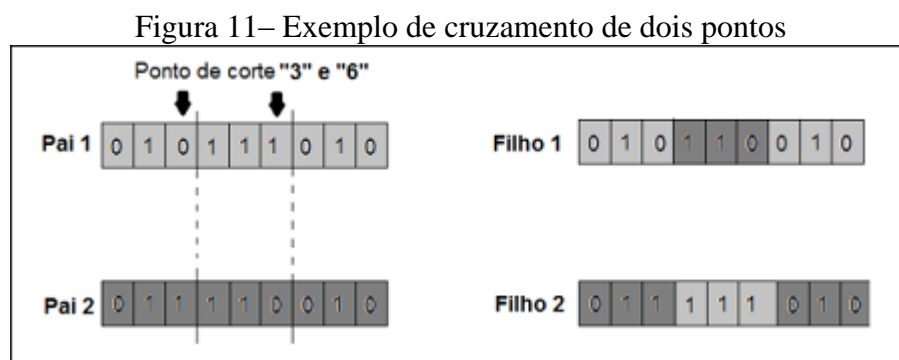 Figura 11– Exemplo de cruzamento de dois pontos
Ponto de corte "3" e "6"
Pai 1 0 1 0 1 1 1 0 1 0
Filho 1 0 1 0 1 1 0 0 1 0
Pai 2 0 1 1 1 1 0 0 1 0
Filho 2 0 1 1 1 1 1 0 1 0